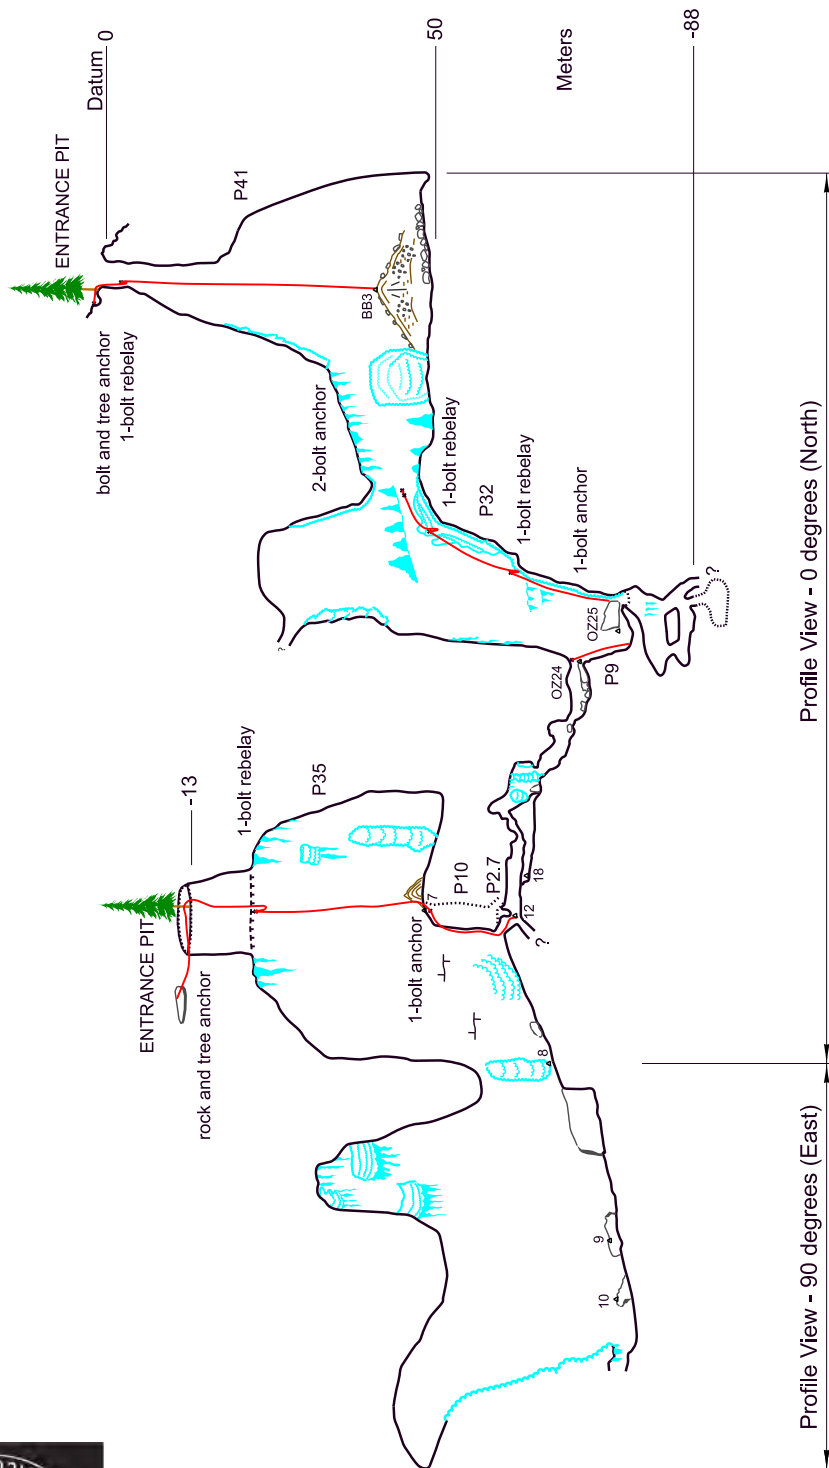 Datum 0
50
-88
Meters
ENTRANCE PIT
bolt and tree anchor
1-bolt rebelay
P41
BB3
2-bolt anchor
1-bolt rebelay
P32
1-bolt rebelay
1-bolt anchor
OZ25
?
?
OZ24
P9
-13
ENTRANCE PIT
rock and tree anchor
1-bolt rebelay
P35
7
1-bolt anchor
P10
P2.7
18
12
?
8
9
10
Profile View - 90 degrees (East)
Profile View - 0 degrees (North)